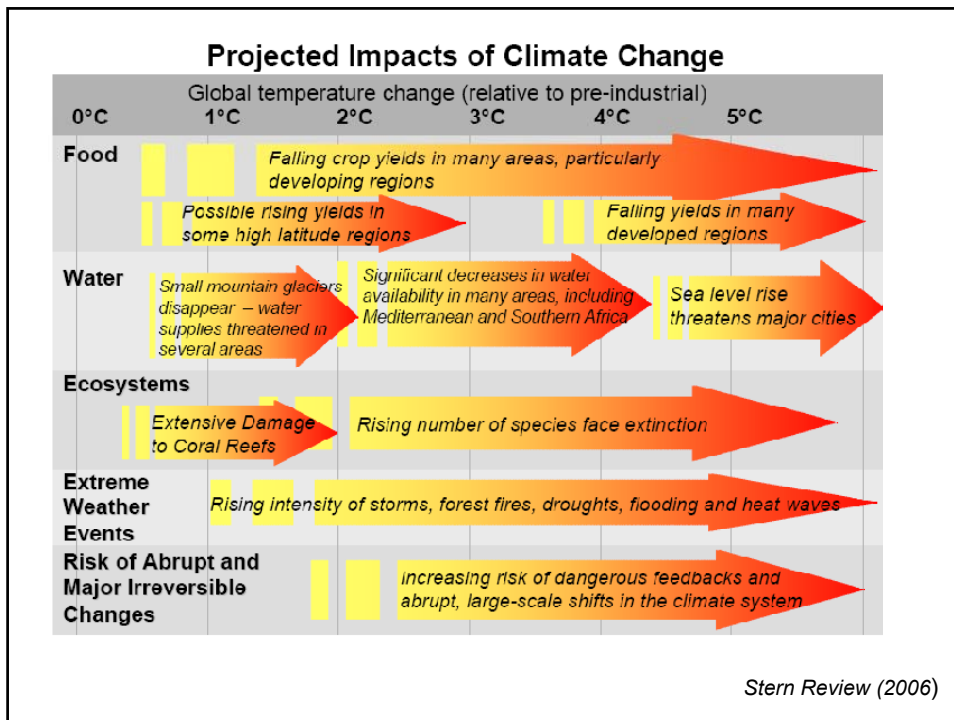 Projected Impacts of Climate Change
Global temperature change (relative to pre-industrial)
0°C 1°C 2°C 3°C 4°C 5°C
Food
Falling crop yields in many areas, particularly
developing regions
Possible rising yields in
some high latitude regions
Falling yields in many
developed regions
Water
Small mountain glaciers
disappear – water
supplies threatened in
several areas
Significant decreases in water
availability in many areas, including
Mediterranean and Southern Africa
Sea level rise
threatens major cities
Ecosystems
Extensive Damage
to Coral Reefs
Rising number of species face extinction
Extreme
Weather
Events
Rising intensity of storms, forest fires, droughts, flooding and heat waves
Risk of Abrupt and
Major Irreversible
Changes
Increasing risk of dangerous feedbacks and
abrupt, large-scale shifts in the climate system
Stern Review (2006)